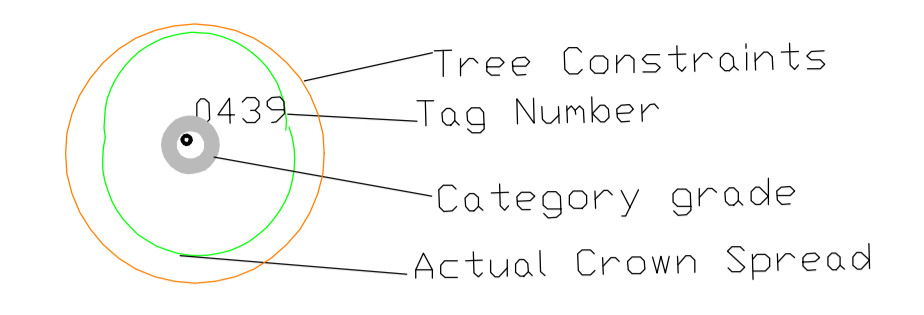 Tree Constraints
0439
Tag Number
Category grade
Actual Crown Spread